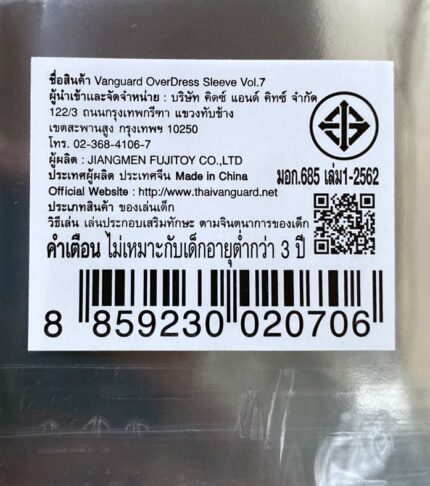 ชื่อสินค้า Vanguard OverDress Sleeve Vol.7
ผู้นำเข้าและจัดจำหน่าย : บริษัท คิดซ์ แอนด์ คิทซ์ จำกัด
122/3 ถนนกรุงเทพกรีฑา แขวงทับช้าง
เขตสะพานสูง กรุงเทพฯ 10250
โทร. 02-368-4106-7
ผู้ผลิต : JIANGMEN FUJITOY CO.,LTD
ประเทศผู้ผลิต ประเทศจีน Made in China
Official Website : http://www.thaivanguard.net
ประเภทสินค้า ของเล่นเด็ก
วิธีเล่น เล่นประกอบเสริมทักษะ ตามจินตนาการของเด็ก
คำเตือน ไม่เหมาะกับเด็กอายุต่ำกว่า 3 ปี
มอก.685 เล่ม1-2562
8 859230 020706